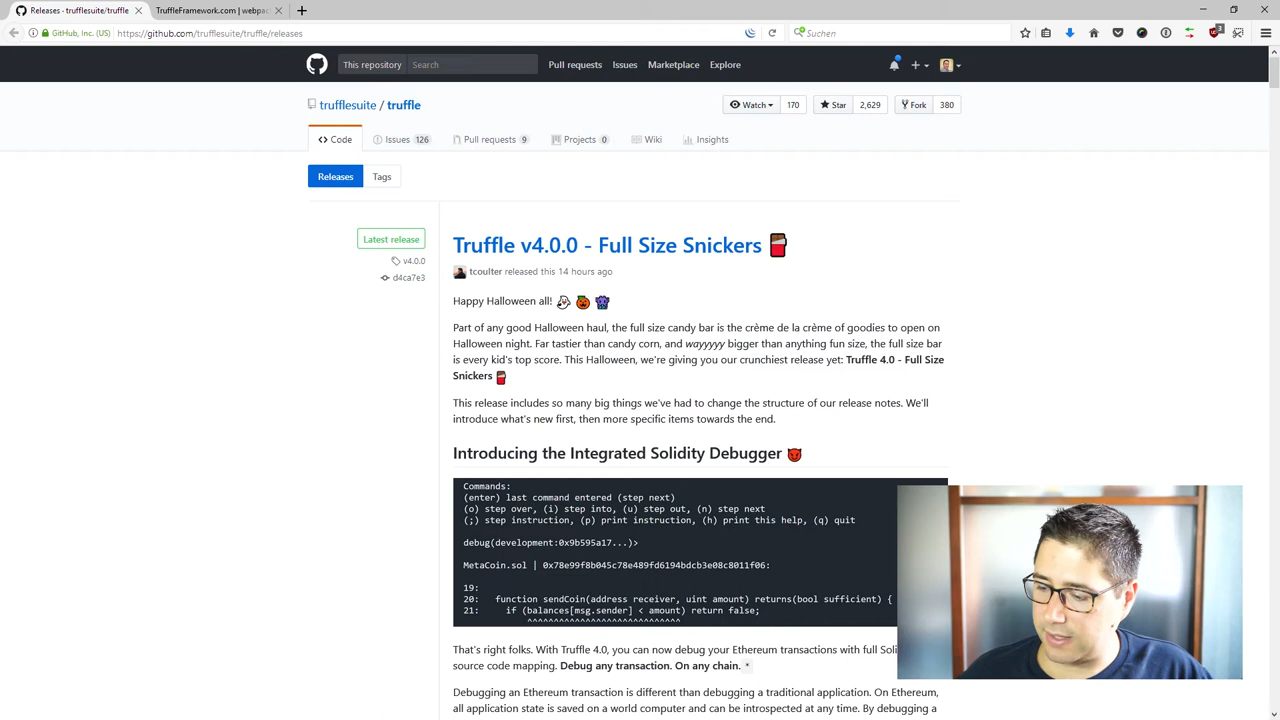 Releases - trufflesuite/truffle
TruffleFramework.com | webpac
GitHub, Inc. (US)
https://github.com/trufflesuite/truffle/releases
Suchen
3
This repository
Search
Pull requests
Issues
Marketplace
Explore
trufflesuite / truffle
Watch
170
Star
2,629
Fork
380
Code
Issues 126
Pull requests 9
Projects 0
Wiki
Insights
Releases
Tags
Latest release
v4.0.0
d4ca7e3
Truffle v4.0.0 - Full Size Snickers
tcoulter released this 14 hours ago
Happy Halloween all!
Part of any good Halloween haul, the full size candy bar is the crème de la crème of goodies to open on
Halloween night. Far tastier than candy corn, and wayyyyy bigger than anything fun size, the full size bar
is every kid's top score. This Halloween, we're giving you our crunchiest release yet: Truffle 4.0 - Full Size
Snickers
This release includes so many big things we've had to change the structure of our release notes. We'll
introduce what's new first, then more specific items towards the end.
Introducing the Integrated Solidity Debugger
Commands:
(enter) last command entered (step next)
(o) step over, (i) step into, (u) step out, (n) step next
(;) step instruction, (p) print instruction, (h) print this help, (q) quit
debug(development:0x9b595a17...)>
MetaCoin.sol | 0x78e99f8b045c78e489fd6194bdcb3e08c8011f06:
19:
20: function sendCoin(address receiver, uint amount) returns(bool sufficient) {
21: if (balances[msg.sender] < amount) return false;
^^^^^^^^^^^^^^^^^^^^^^^^^^^^
That's right folks. With Truffle 4.0, you can now debug your Ethereum transactions with full Soli
source code mapping. Debug any transaction. On any chain. *
Debugging an Ethereum transaction is different than debugging a traditional application. On Ethereum,
all application state is saved on a world computer and can be introspected at any time. By debugging a